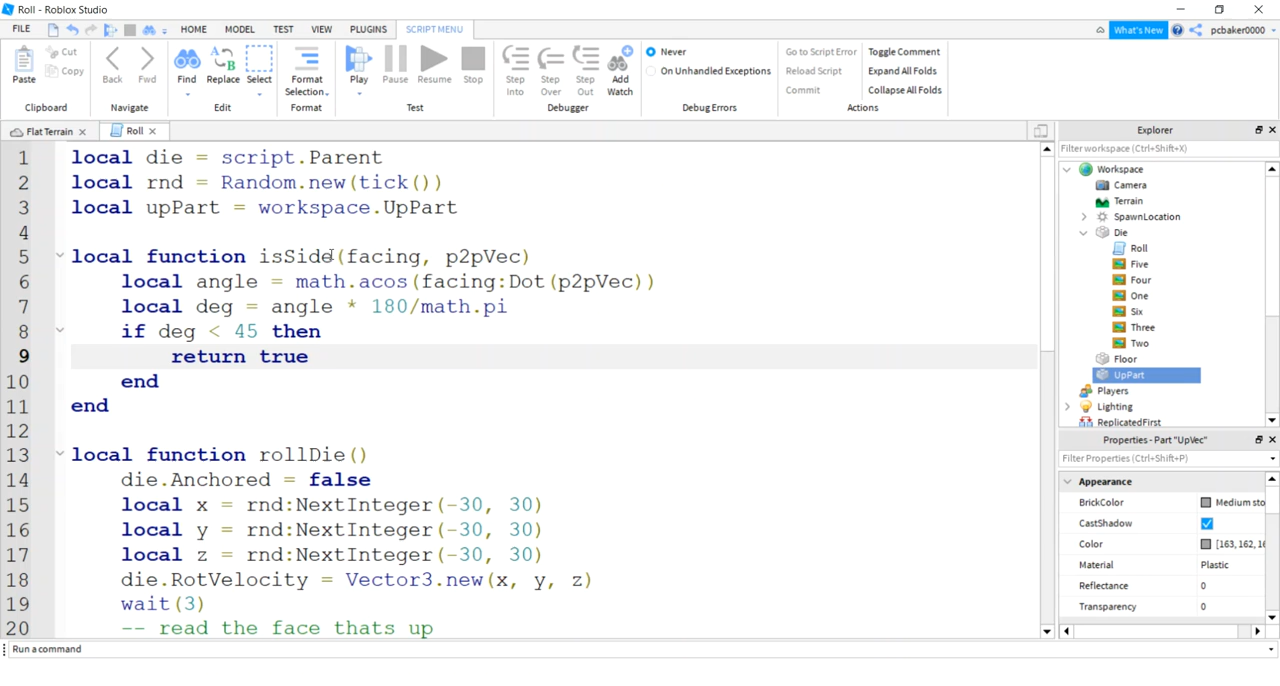 Roll - Roblox Studio
FILE HOME MODEL TEST VIEW PLUGINS SCRIPT MENU What's New pcbaker0000
Cut
Copy
Paste Back Fwd Find Replace Select Format Selection Play Pause Resume Stop Step Into Step Over Step Out Add Watch
Never
On Unhandled Exceptions
Go to Script Error Toggle Comment
Reload Script Expand All Folds
Commit Collapse All Folds
Clipboard Navigate Edit Format Test Debugger Debug Errors Actions
Flat Terrain Roll
1 local die = script.Parent
2 local rnd = Random.new(tick())
3 local upPart = workspace.UpPart
4
5 local function isSide(facing, p2pVec)
6 local angle = math.acos(facing:Dot(p2pVec))
7 local deg = angle * 180/math.pi
8 if deg < 45 then
9 return true
10 end
11 end
12
13 local function rollDie()
14 die.Anchored = false
15 local x = rnd:NextInteger(-30, 30)
16 local y = rnd:NextInteger(-30, 30)
17 local z = rnd:NextInteger(-30, 30)
18 die.RotVelocity = Vector3.new(x, y, z)
19 wait(3)
20 -- read the face thats up
Explorer
Filter workspace (Ctrl+Shift+X)
Workspace
Camera
Terrain
SpawnLocation
Die
Roll
Five
Four
One
Six
Three
Two
Floor
UpPart
Players
Lighting
ReplicatedFirst
Properties - Part "UpVec"
Filter Properties (Ctrl+Shift+P)
Appearance
BrickColor Medium sto
CastShadow
Color [163, 162, 16
Material Plastic
Reflectance 0
Transparency 0
Run a command